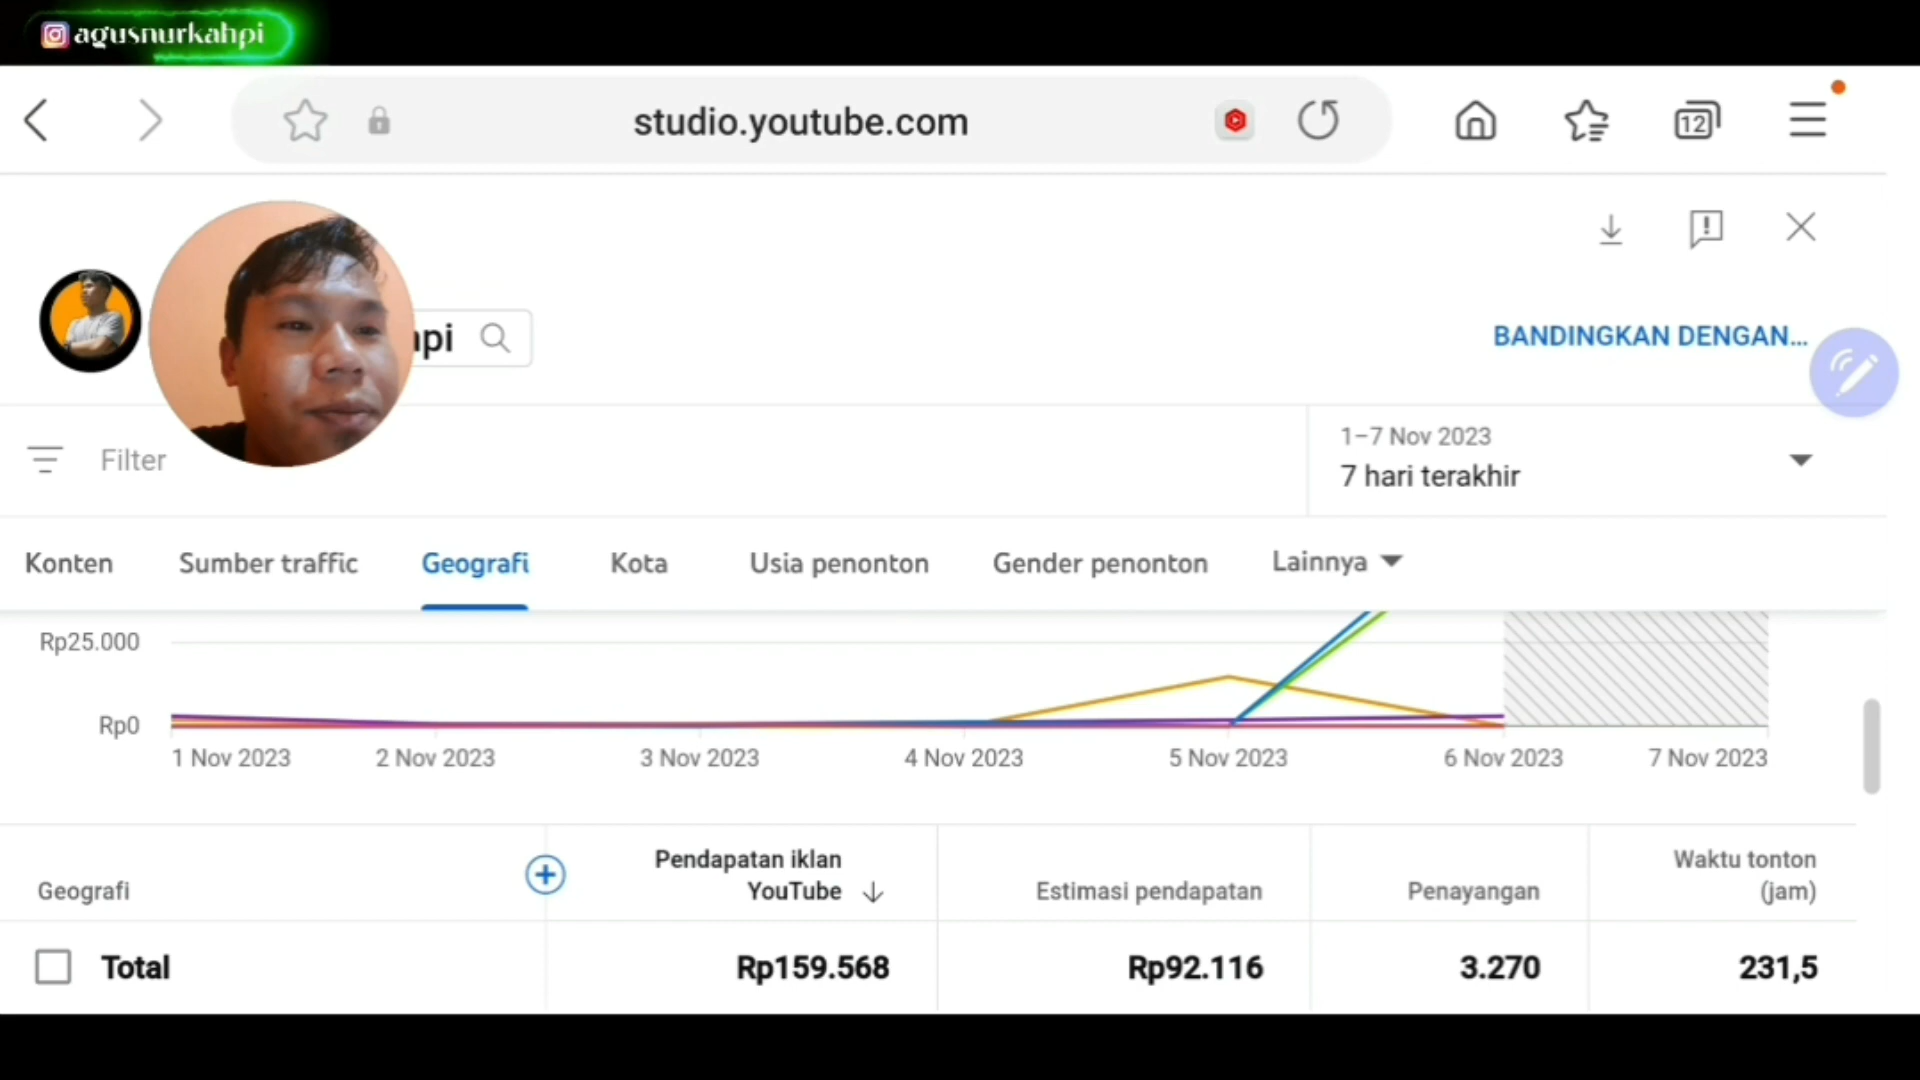 agusnurkahpi
studio.youtube.com
12
api
BANDINGKAN DENGAN...
Filter
1–7 Nov 2023
7 hari terakhir
Konten
Sumber traffic
Geografi
Kota
Usia penonton
Gender penonton
Lainnya
Rp25.000
Rp0
1 Nov 2023
2 Nov 2023
3 Nov 2023
4 Nov 2023
5 Nov 2023
6 Nov 2023
7 Nov 2023
Geografi
Pendapatan iklan
YouTube
Estimasi pendapatan
Penayangan
Waktu tonton
(jam)
Total
Rp159.568
Rp92.116
3.270
231,5